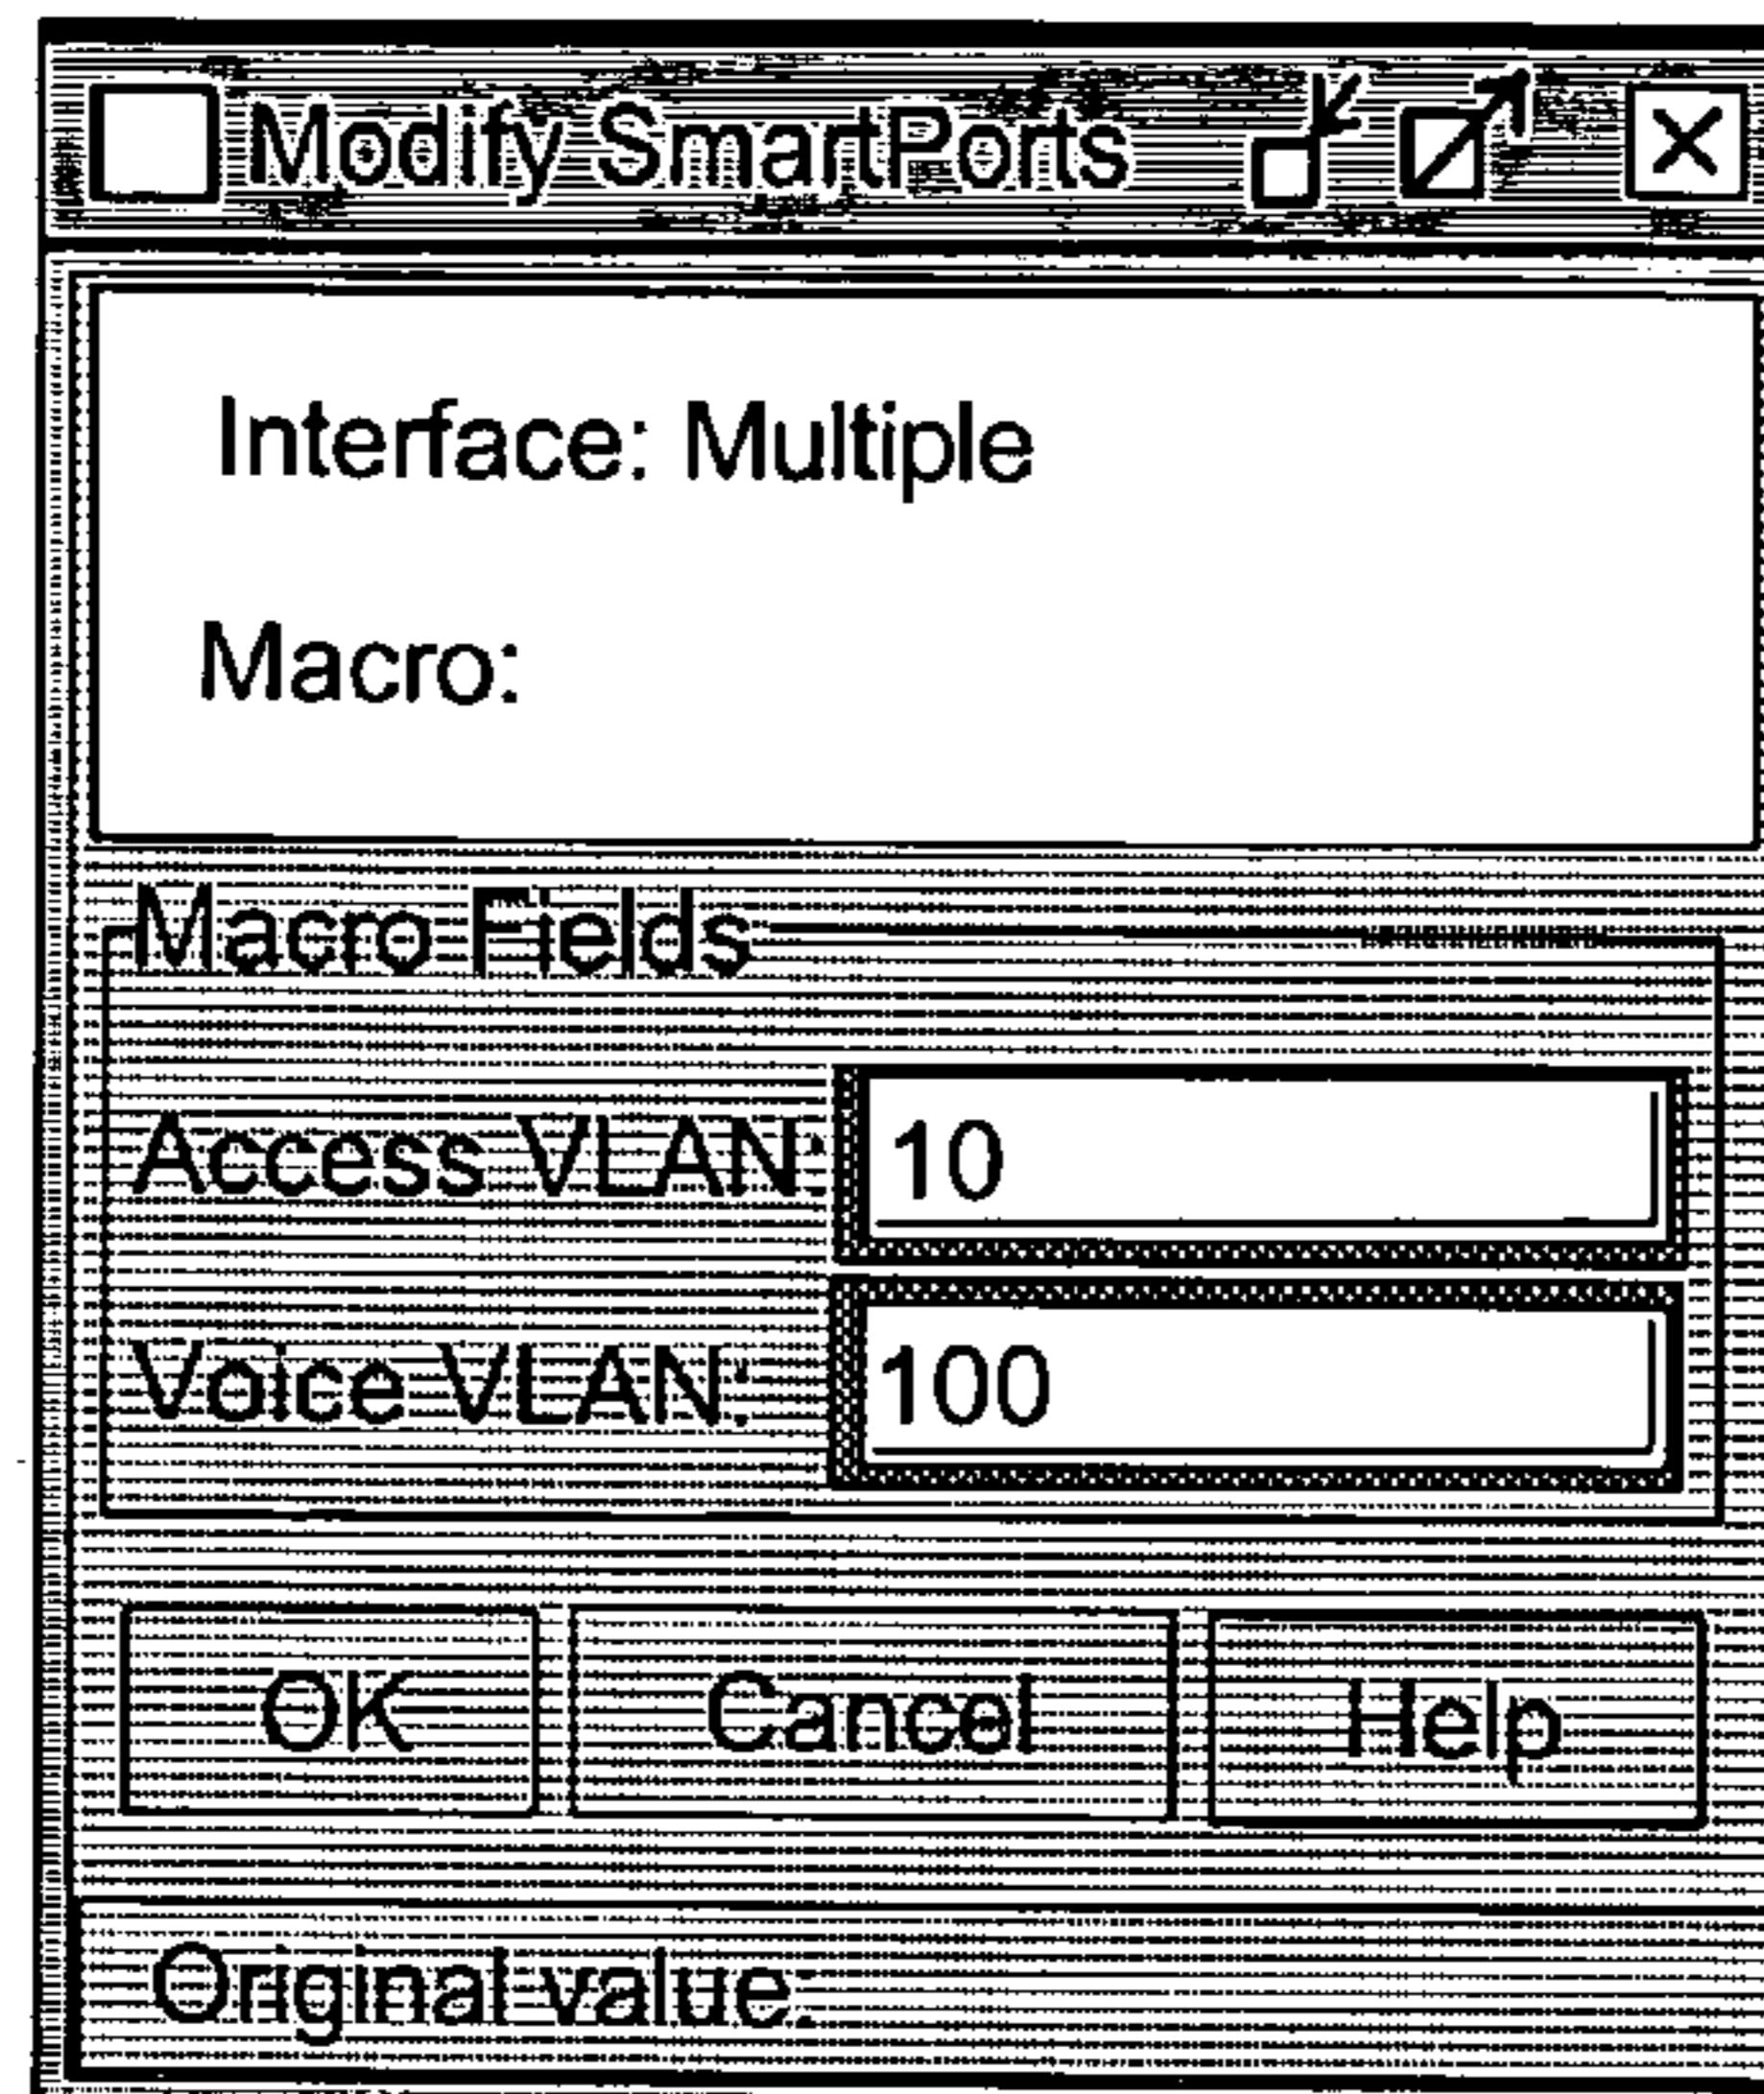 Modify SmartPorts
Interface: Multiple
Macro:
Macro Fields
Access VLAN: 10
Voice VLAN: 100
OK Cancel Help
Original value: